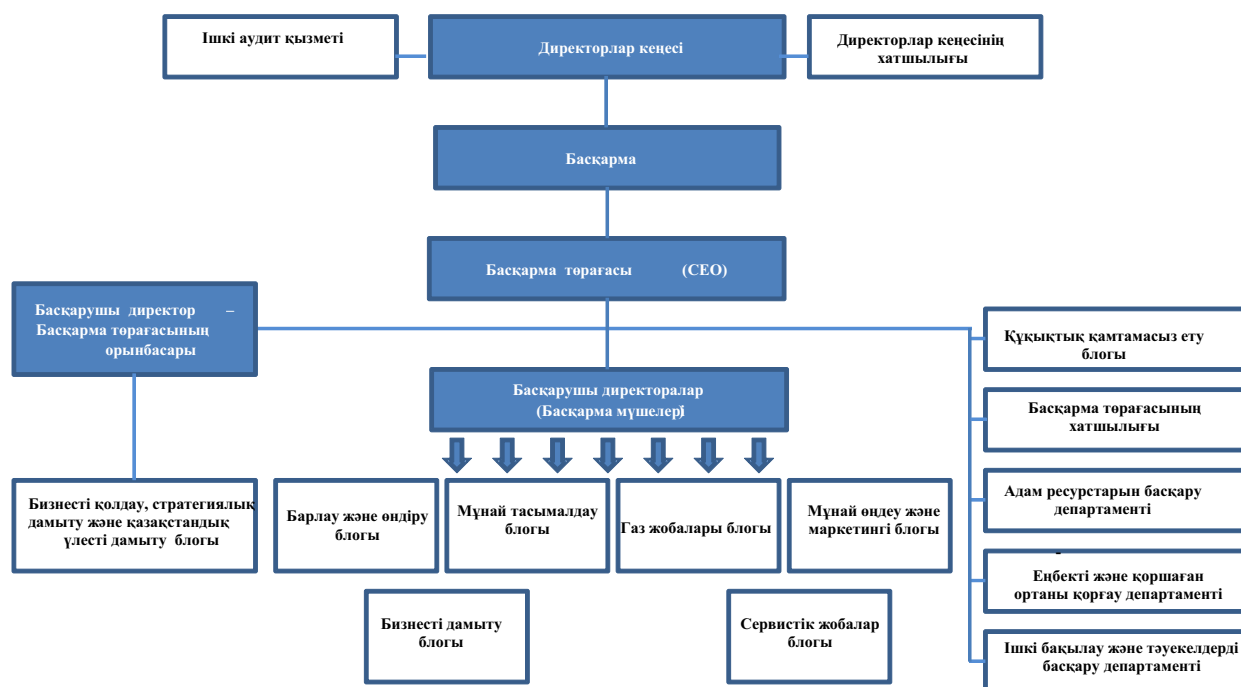 Ішкі аудит қызметі
Директорлар кеңесі
Директорлар кеңесінің
хатшылығы
Басқарма
Басқарма төрағасы (CEO)
Басқарушы директор –
Басқарма төрағасының
орынбасары
Басқарушы директоралар
(Басқарма мүшелері)
Бизнесті қолдау, стратегиялық
дамыту және қазақстандық
үлесті дамыту блогы
Барлау және өндіру
блогы
Мұнай тасымалдау
блогы
Газ жобалары блогы
Мұнай өңдеу және
маркетингі блогы
Бизнесті дамыту
блогы
Сервистік жобалар
блогы
Құқықтық қамтамасыз ету
блогы
Басқарма төрағасының
хатшылығы
Адам ресурстарын басқару
департаменті
-
Еңбекті және қоршаған
ортаны қорғау департаменті
Ішкі бақылау және тәуекелдерді
басқару департаменті